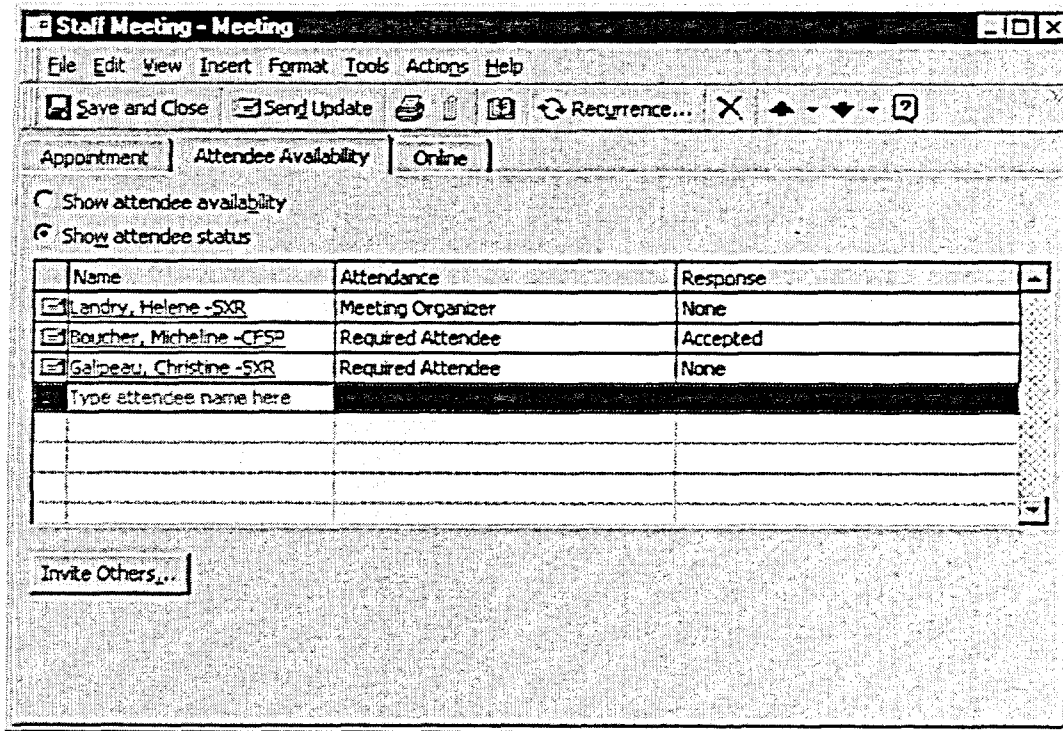 Staff Meeting - Meeting
File Edit View Insert Format Tools Actions Help
Save and Close Send Update Recurrence...
Appointment Attendee Availability Online
Show attendee availability
Show attendee status
Name Attendance Response
Landry, Helene -SXR Meeting Organizer None
Boucher, Micheline -CFSP Required Attendee Accepted
Galipeau, Christine -SXR Required Attendee None
Type attendee name here
Invite Others...